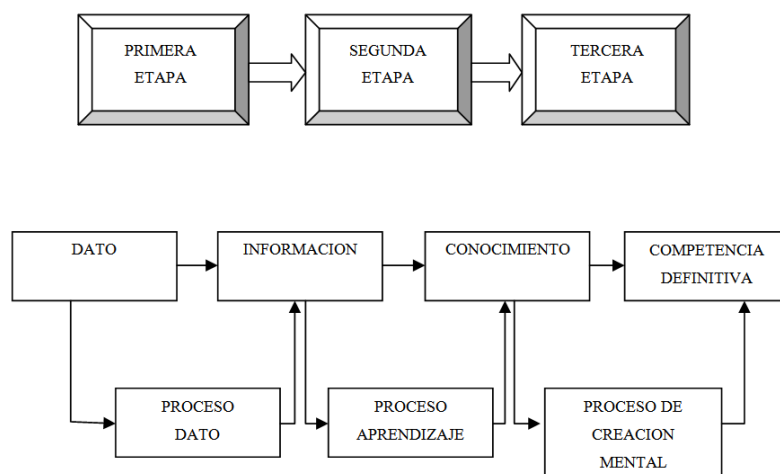 PRIMERA
ETAPA
SEGUNDA
ETAPA
TERCERA
ETAPA
DATO
INFORMACION
CONOCIMIENTO
COMPETENCIA
DEFINITIVA
PROCESO
DATO
PROCESO
APRENDIZAJE
PROCESO DE
CREACION
MENTAL